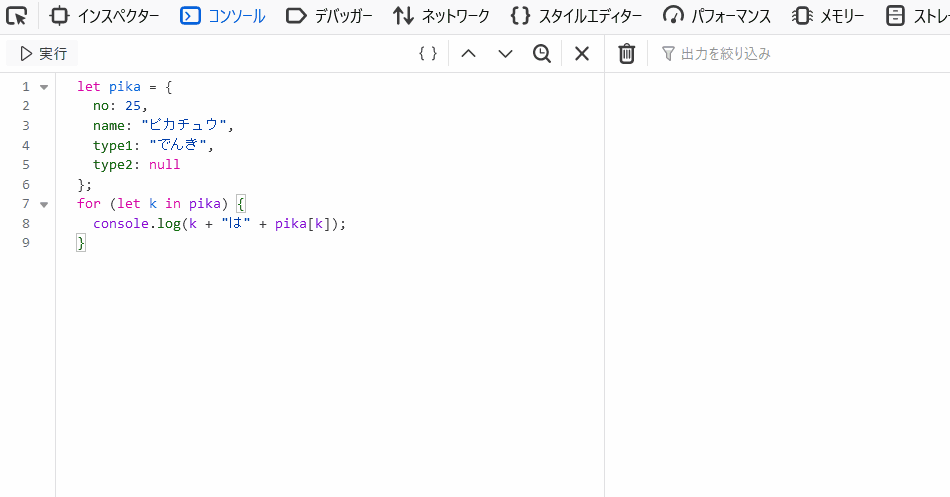 インスペクター コンソール デバッガー ネットワーク {} スタイルエディター パフォーマンス メモリー ストレー
実行 { } 出力を絞り込み
1 let pika = {
2 no: 25,
3 name: "ピカチュウ",
4 type1: "でんき",
5 type2: null
6 };
7 for (let k in pika) {
8 console.log(k + "は" + pika[k]);
9 }